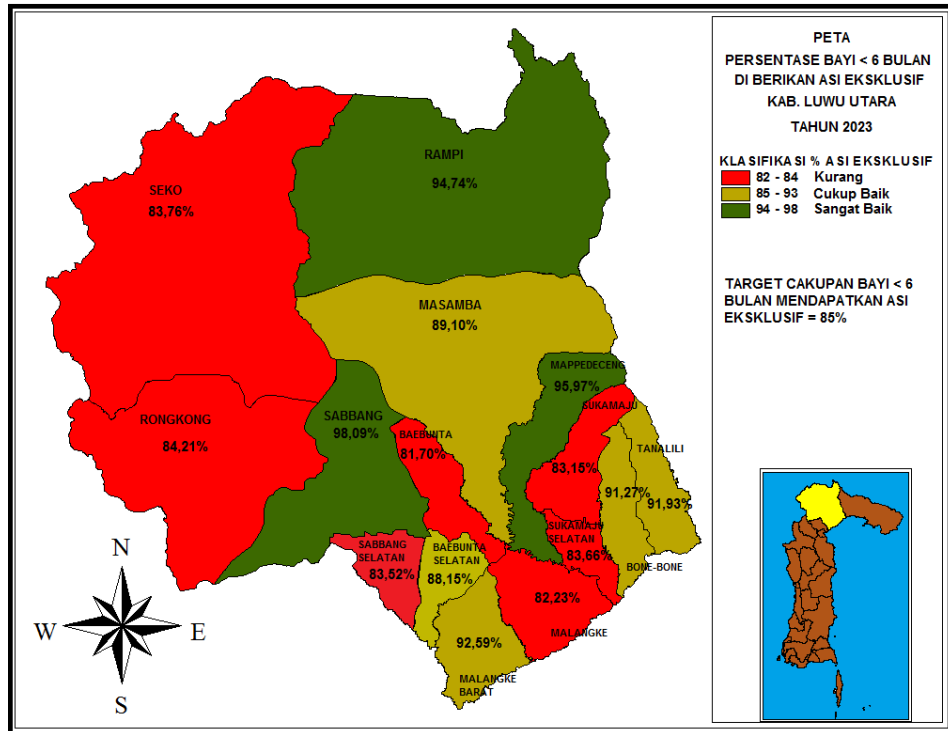 PETA
PERSENTASE BAYI < 6 BULAN
DI BERIKAN ASI EKSKLUSIF
KAB. LUWU UTARA
TAHUN 2023
KLASIFIKASI % ASI EKSKLUSIF
82 - 84 Kurang
85 - 93 Cukup Baik
94 - 98 Sangat Baik
TARGET CAKUPAN BAYI < 6
BULAN MENDAPATKAN ASI
EKSKLUSIF = 85%
RAMPI
94,74%
SEKO
83,76%
MASAMBA
89,10%
MAPPEDECENG
95,97%
SUKAMAJU
83,15%
RONGKONG
84,21%
SABBANG
98,09%
BAEBUNTA
81,70%
TANALILI
91,93%
91,27%
BONE-BONE
SUKAMAJU
SELATAN
83,66%
SABBANG
SELATAN
83,52%
BAEBUNTA
SELATAN
88,15%
82,23%
MALANGKE
92,59%
MALANGKE
BARAT
N
W
E
S